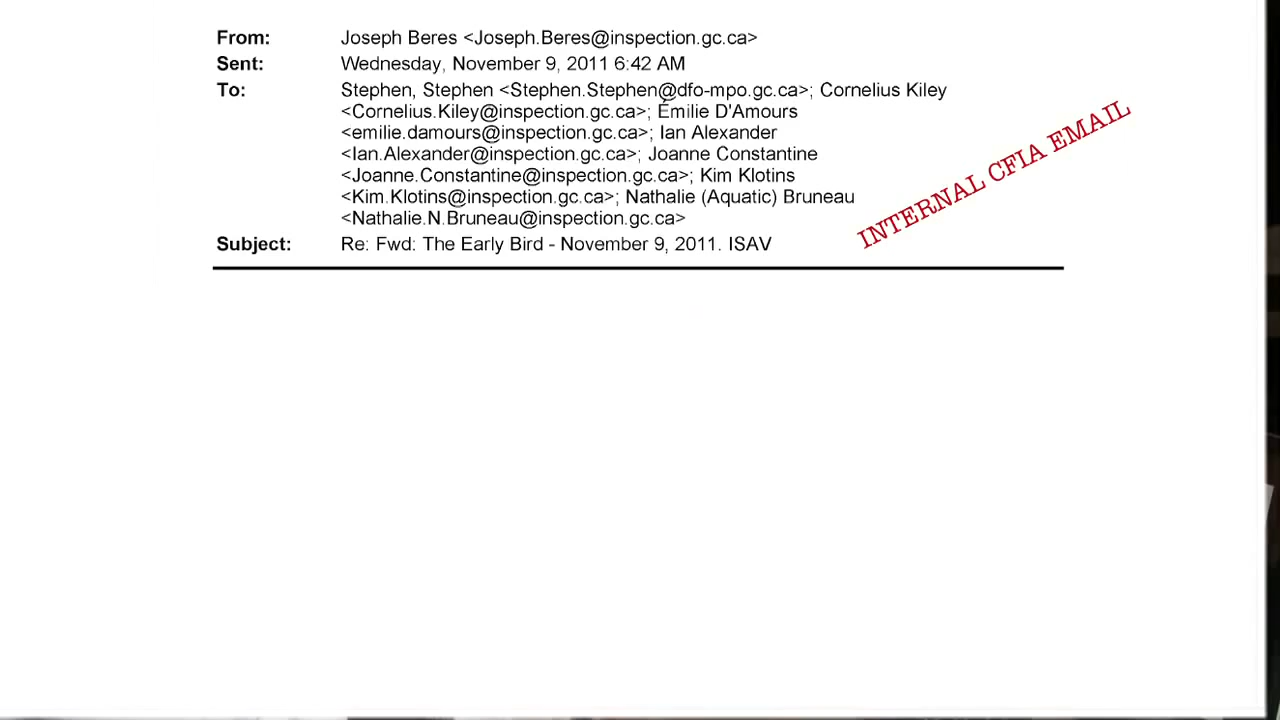 From: Joseph Beres <Joseph.Beres@inspection.gc.ca>
Sent: Wednesday, November 9, 2011 6:42 AM
To: Stephen, Stephen <Stephen.Stephen@dfo-mpo.gc.ca>; Cornelius Kiley
<Cornelius.Kiley@inspection.gc.ca>; Émilie D'Amours
<emilie.damours@inspection.gc.ca>; Ian Alexander
<Ian.Alexander@inspection.gc.ca>; Joanne Constantine
<Joanne.Constantine@inspection.gc.ca>; Kim Klotins
<Kim.Klotins@inspection.gc.ca>; Nathalie (Aquatic) Bruneau
<Nathalie.N.Bruneau@inspection.gc.ca>
Subject: Re: Fwd: The Early Bird - November 9, 2011. ISAV
INTERNAL CFIA EMAIL